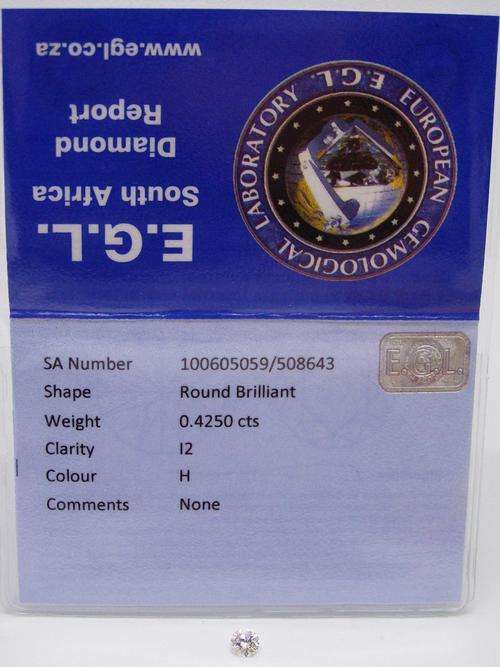 E.G.L.
South Africa
Diamond
Report
www.egl.co.za
EUROPEAN GEMOLOGICAL LABORATORY E.G.L.
E.G.L.
SA Number 100605059/508643
Shape Round Brilliant
Weight 0.4250 cts
Clarity I2
Colour H
Comments None